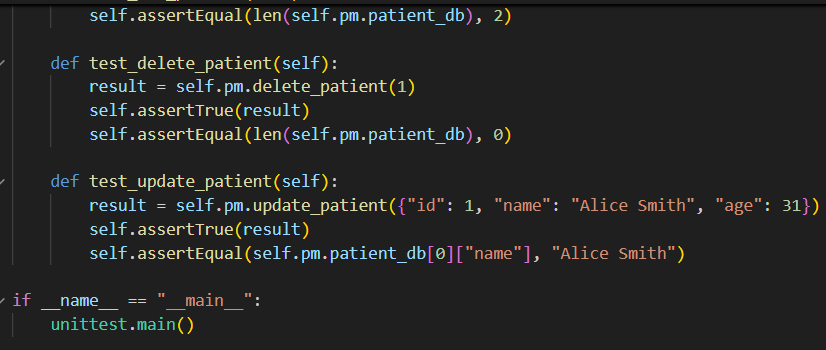 self.assertEqual(len(self.pm.patient_db), 2)
    def test_delete_patient(self):
        result = self.pm.delete_patient(1)
        self.assertTrue(result)
        self.assertEqual(len(self.pm.patient_db), 0)
    def test_update_patient(self):
        result = self.pm.update_patient({"id": 1, "name": "Alice Smith", "age": 31})
        self.assertTrue(result)
        self.assertEqual(self.pm.patient_db[0]["name"], "Alice Smith")
if __name__ == "__main__":
    unittest.main()